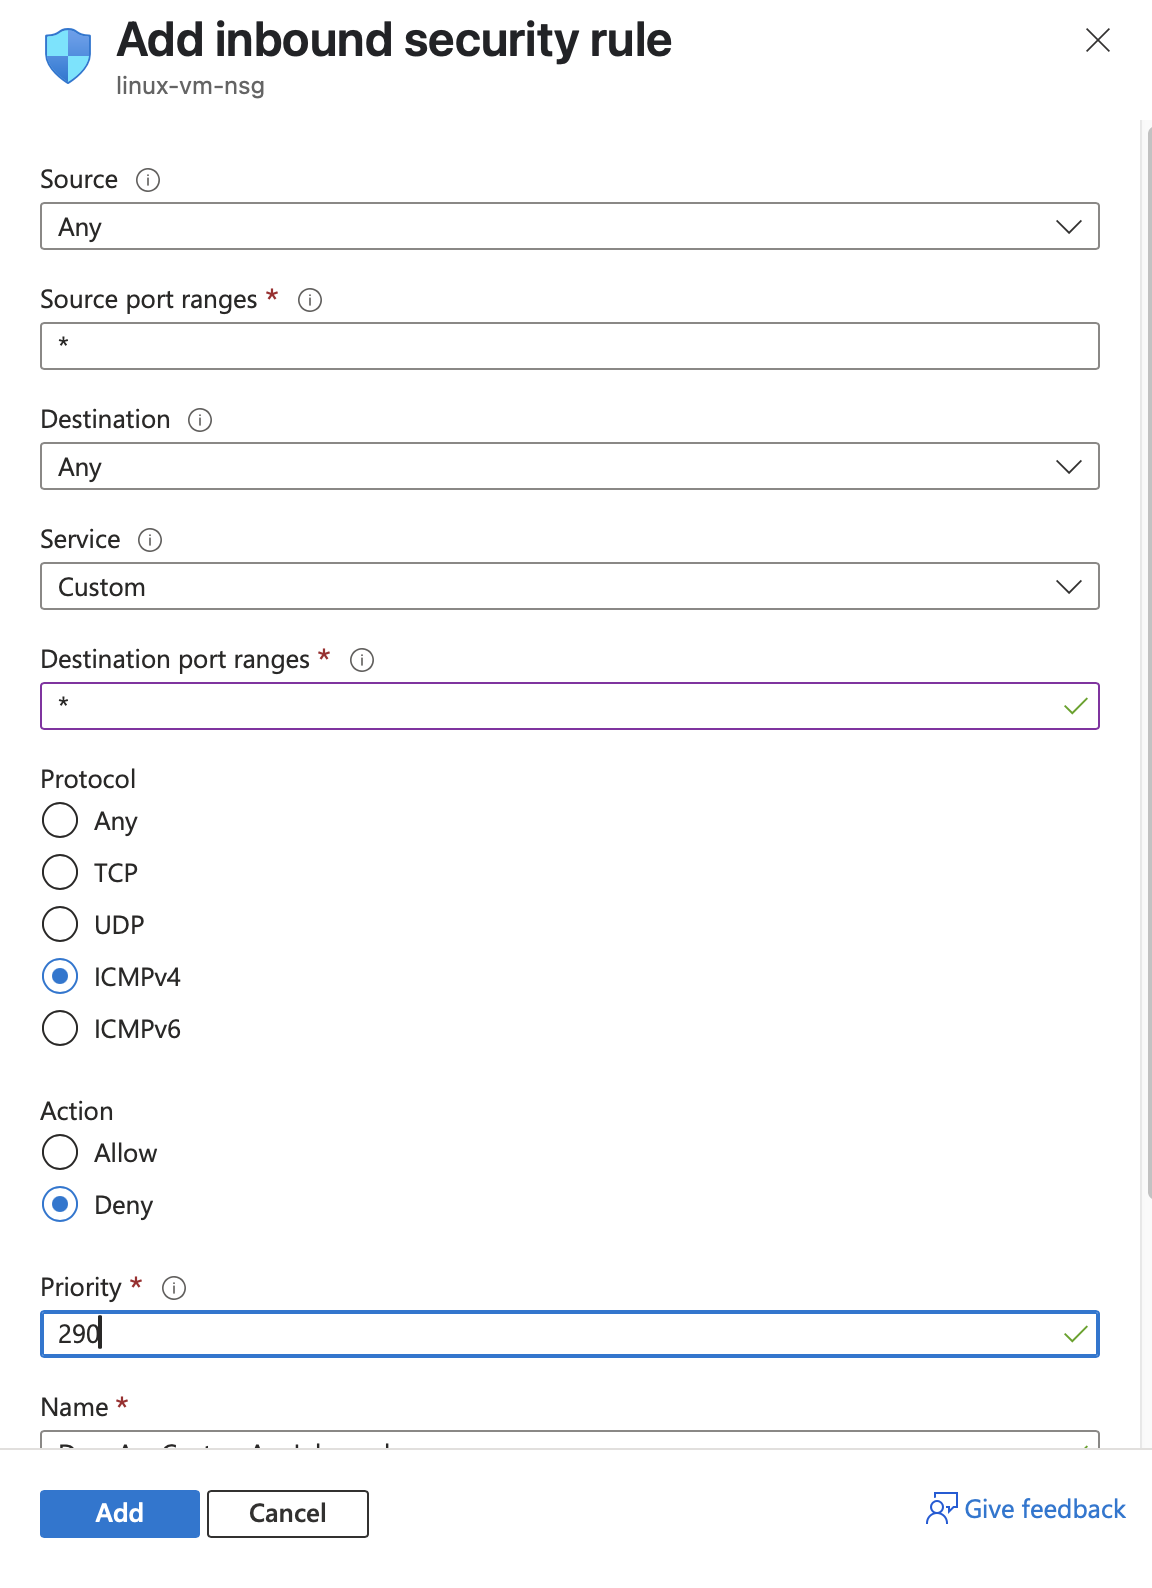 Add inbound security rule
linux-vm-nsg
Source
Any
Source port ranges *
*
Destination
Any
Service
Custom
Destination port ranges *
*
Protocol
Any
TCP
UDP
ICMPv4
ICMPv6
Action
Allow
Deny
Priority *
290
Name *
Add
Cancel
Give feedback